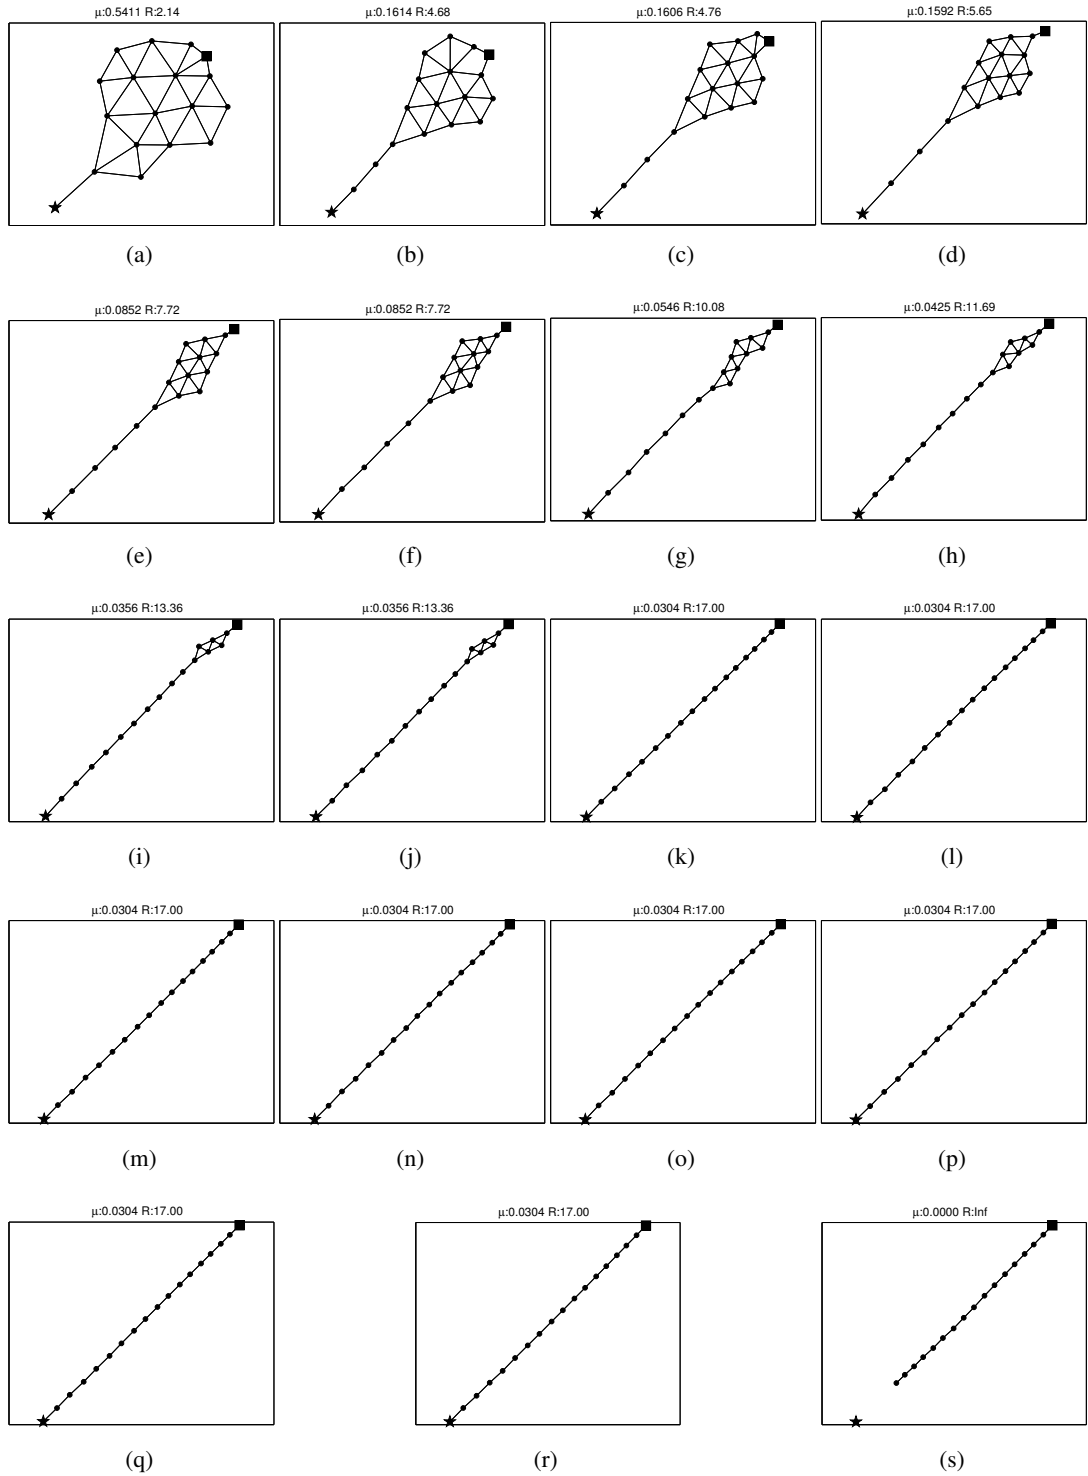 μ:0.5411 R:2.14
μ:0.1614 R:4.68
μ:0.1606 R:4.76
μ:0.1592 R:5.65
(a)
(b)
(c)
(d)
μ:0.0852 R:7.72
μ:0.0852 R:7.72
μ:0.0546 R:10.08
μ:0.0425 R:11.69
(e)
(f)
(g)
(h)
μ:0.0356 R:13.36
μ:0.0356 R:13.36
μ:0.0304 R:17.00
μ:0.0304 R:17.00
(i)
(j)
(k)
(l)
μ:0.0304 R:17.00
μ:0.0304 R:17.00
μ:0.0304 R:17.00
μ:0.0304 R:17.00
(m)
(n)
(o)
(p)
μ:0.0304 R:17.00
μ:0.0304 R:17.00
μ:0.0000 R:Inf
(q)
(r)
(s)